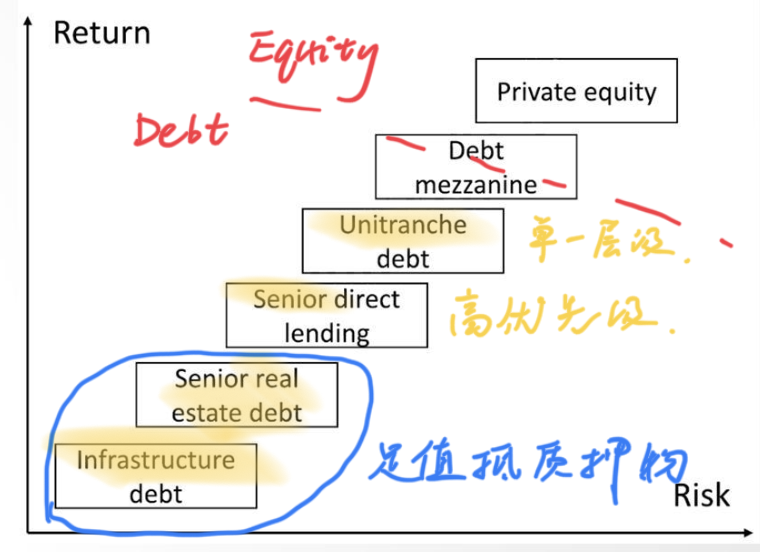 Return
Equity
Debt
Private equity
Debt
mezzanine
Unitranche
debt
单一层级.
Senior direct
lending
高优先级.
Senior real
estate debt
Infrastructure
debt
足值抵质押物
Risk